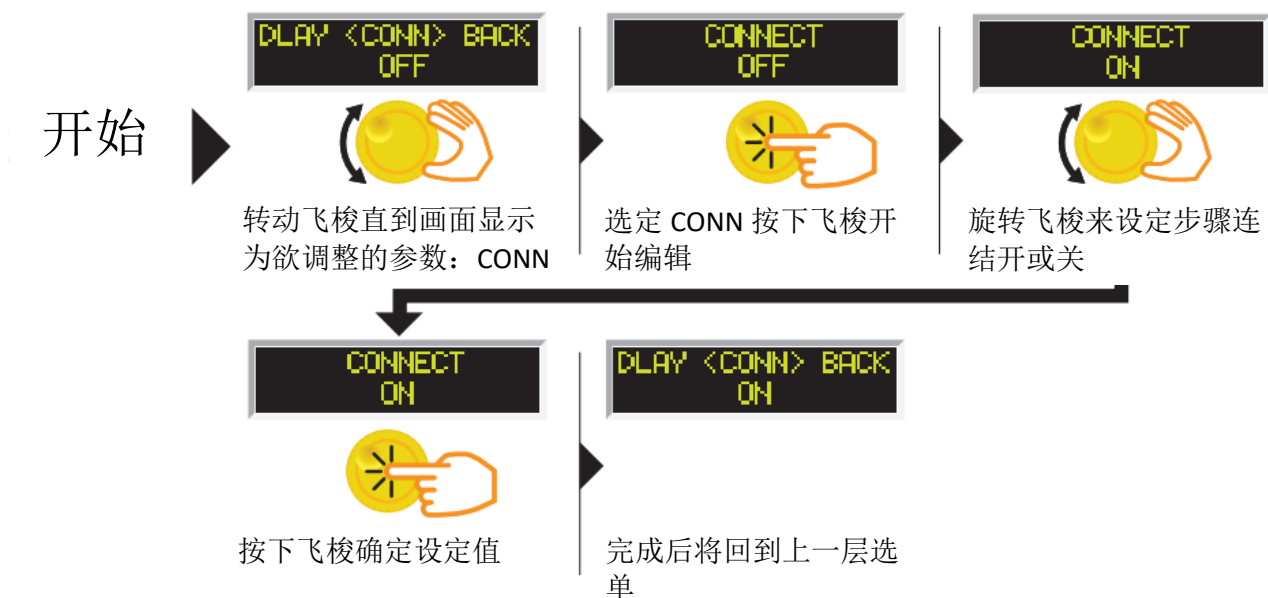 DLAY <CONN> BACK
OFF
CONNECT
OFF
CONNECT
ON
开始
转动飞梭直到画面显示
为欲调整的参数：CONN
选定 CONN 按下飞梭开
始编辑
旋转飞梭来设定步骤连
结开或关
CONNECT
ON
DLAY <CONN> BACK
ON
按下飞梭确定设定值
完成后将回到上一层选
单